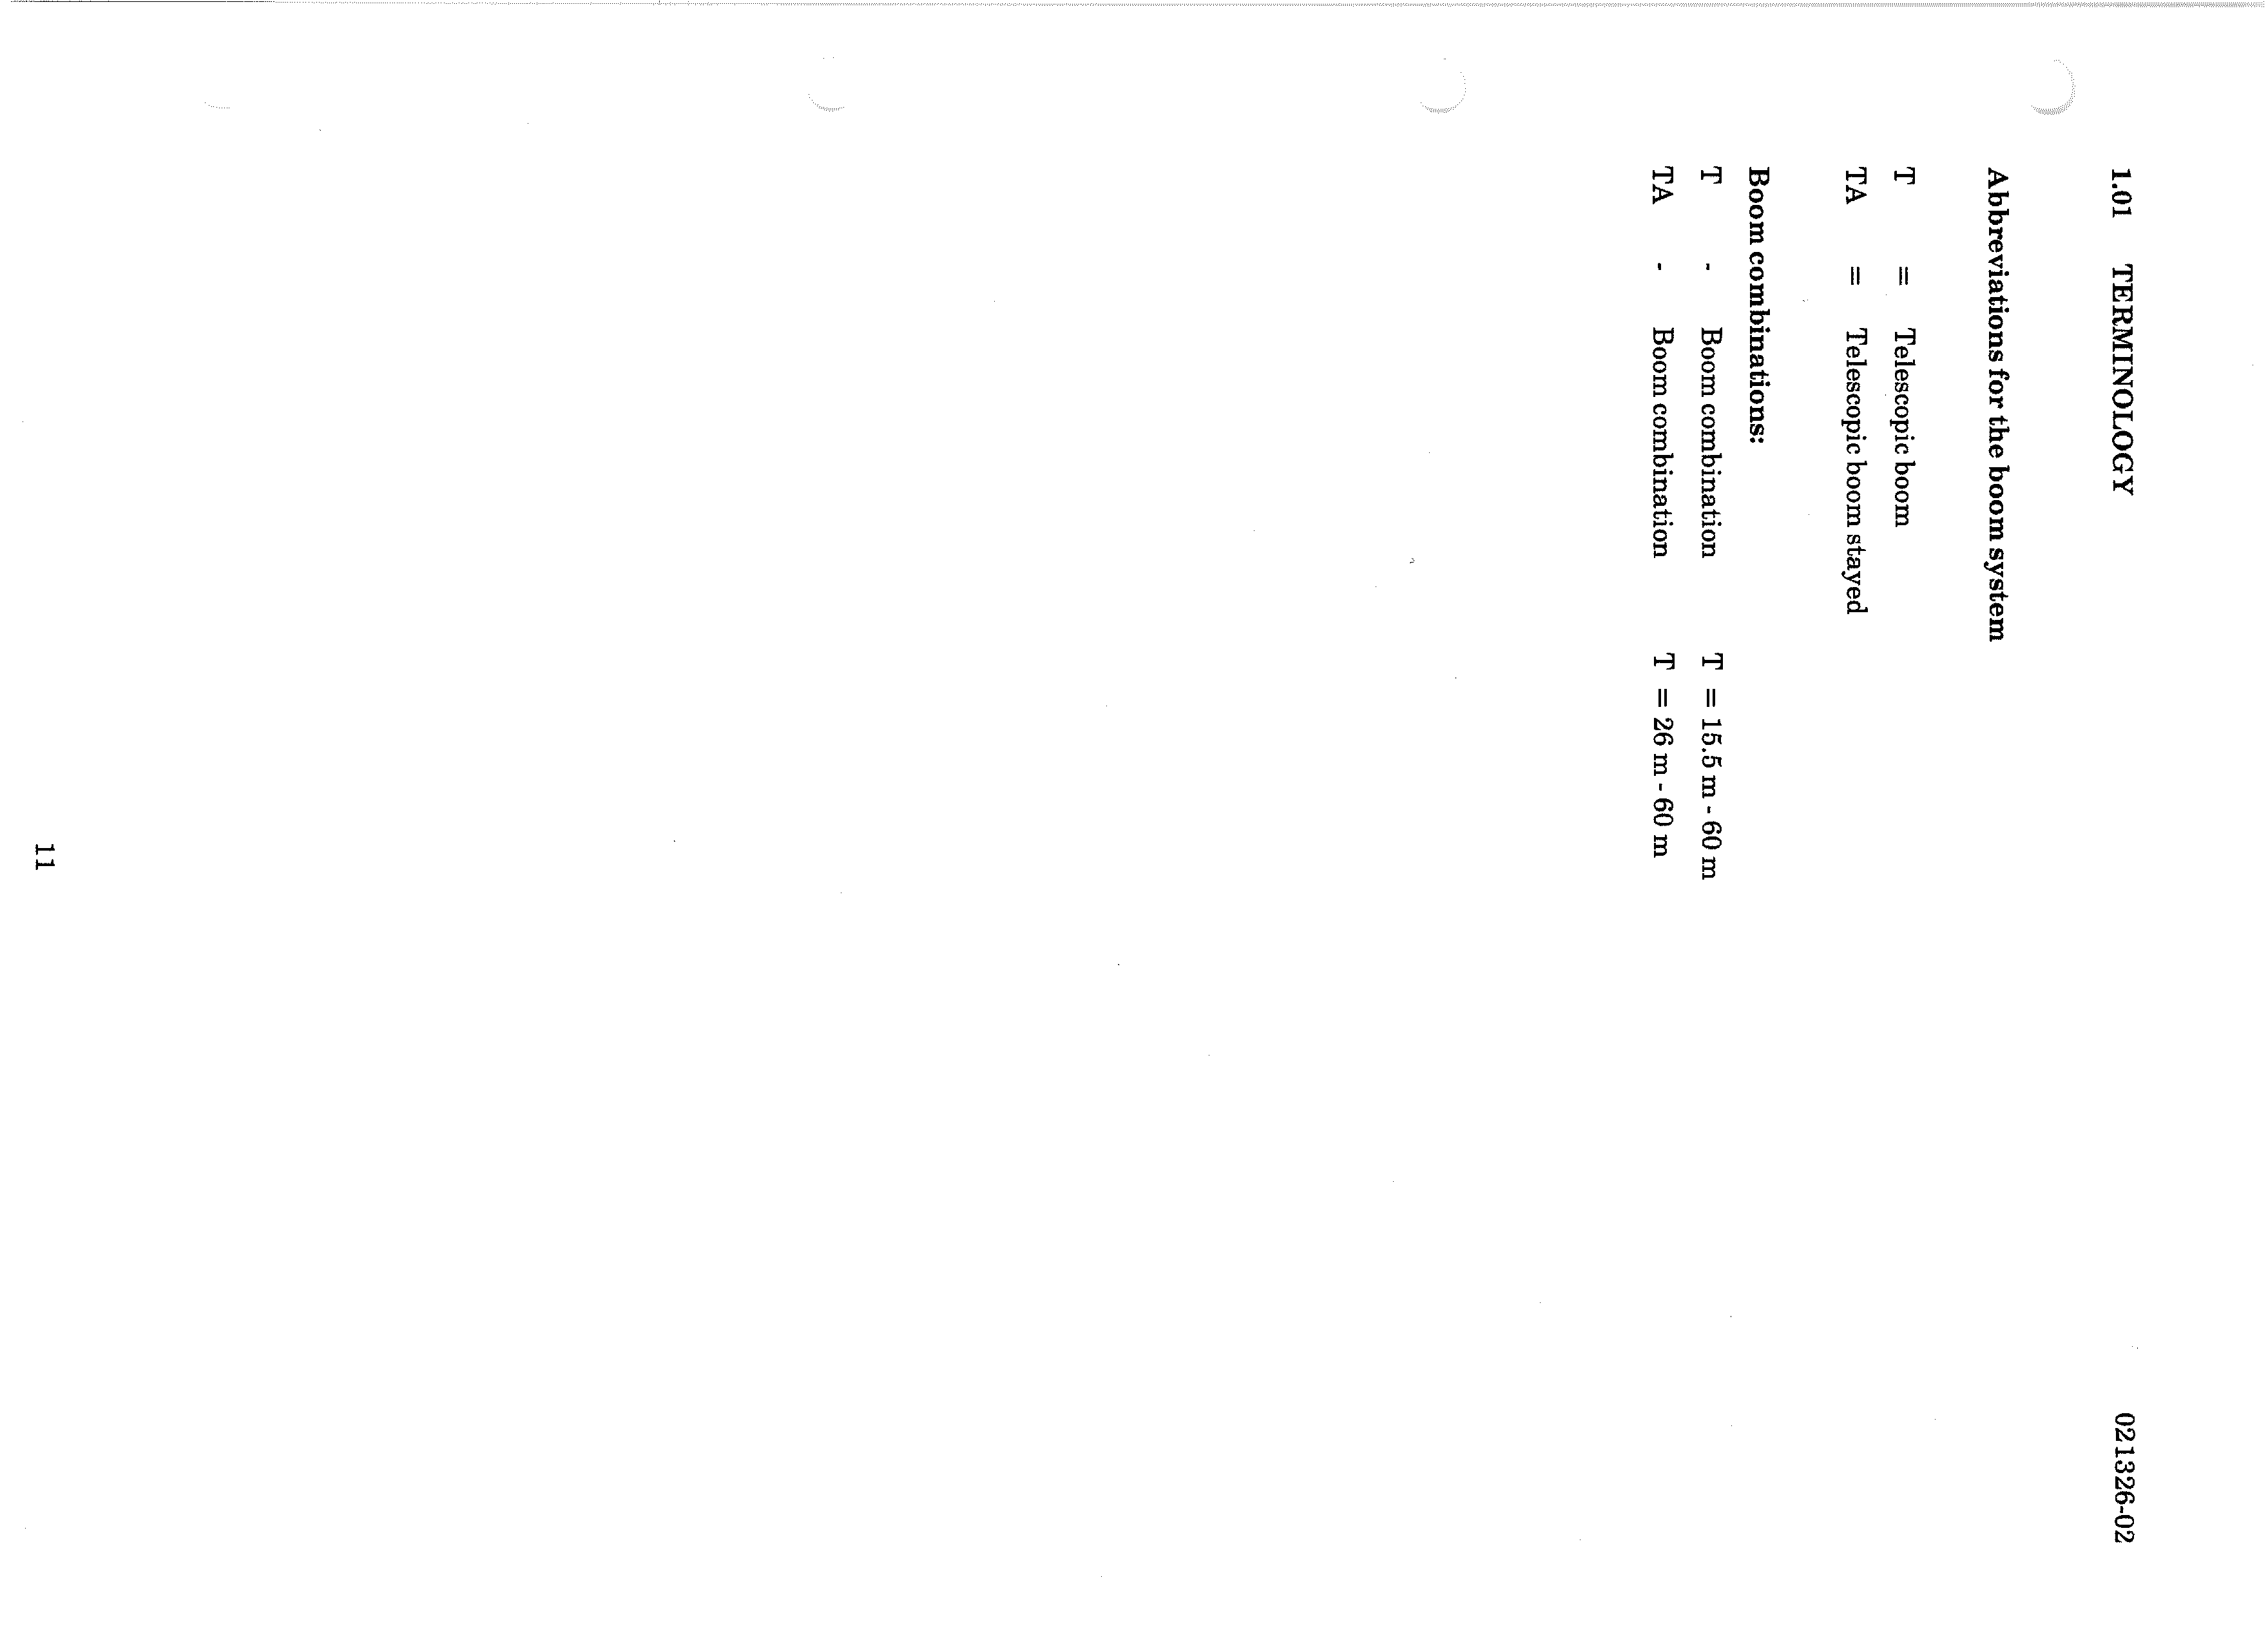 1.01 TERMINOLOGY 021326-02
Abbreviations for the boom system
T = Telescopic boom
TA = Telescopic boom stayed
Boom combinations:
T - Boom combination T = 15.5 m - 60 m
TA - Boom combination T = 26 m - 60 m
11